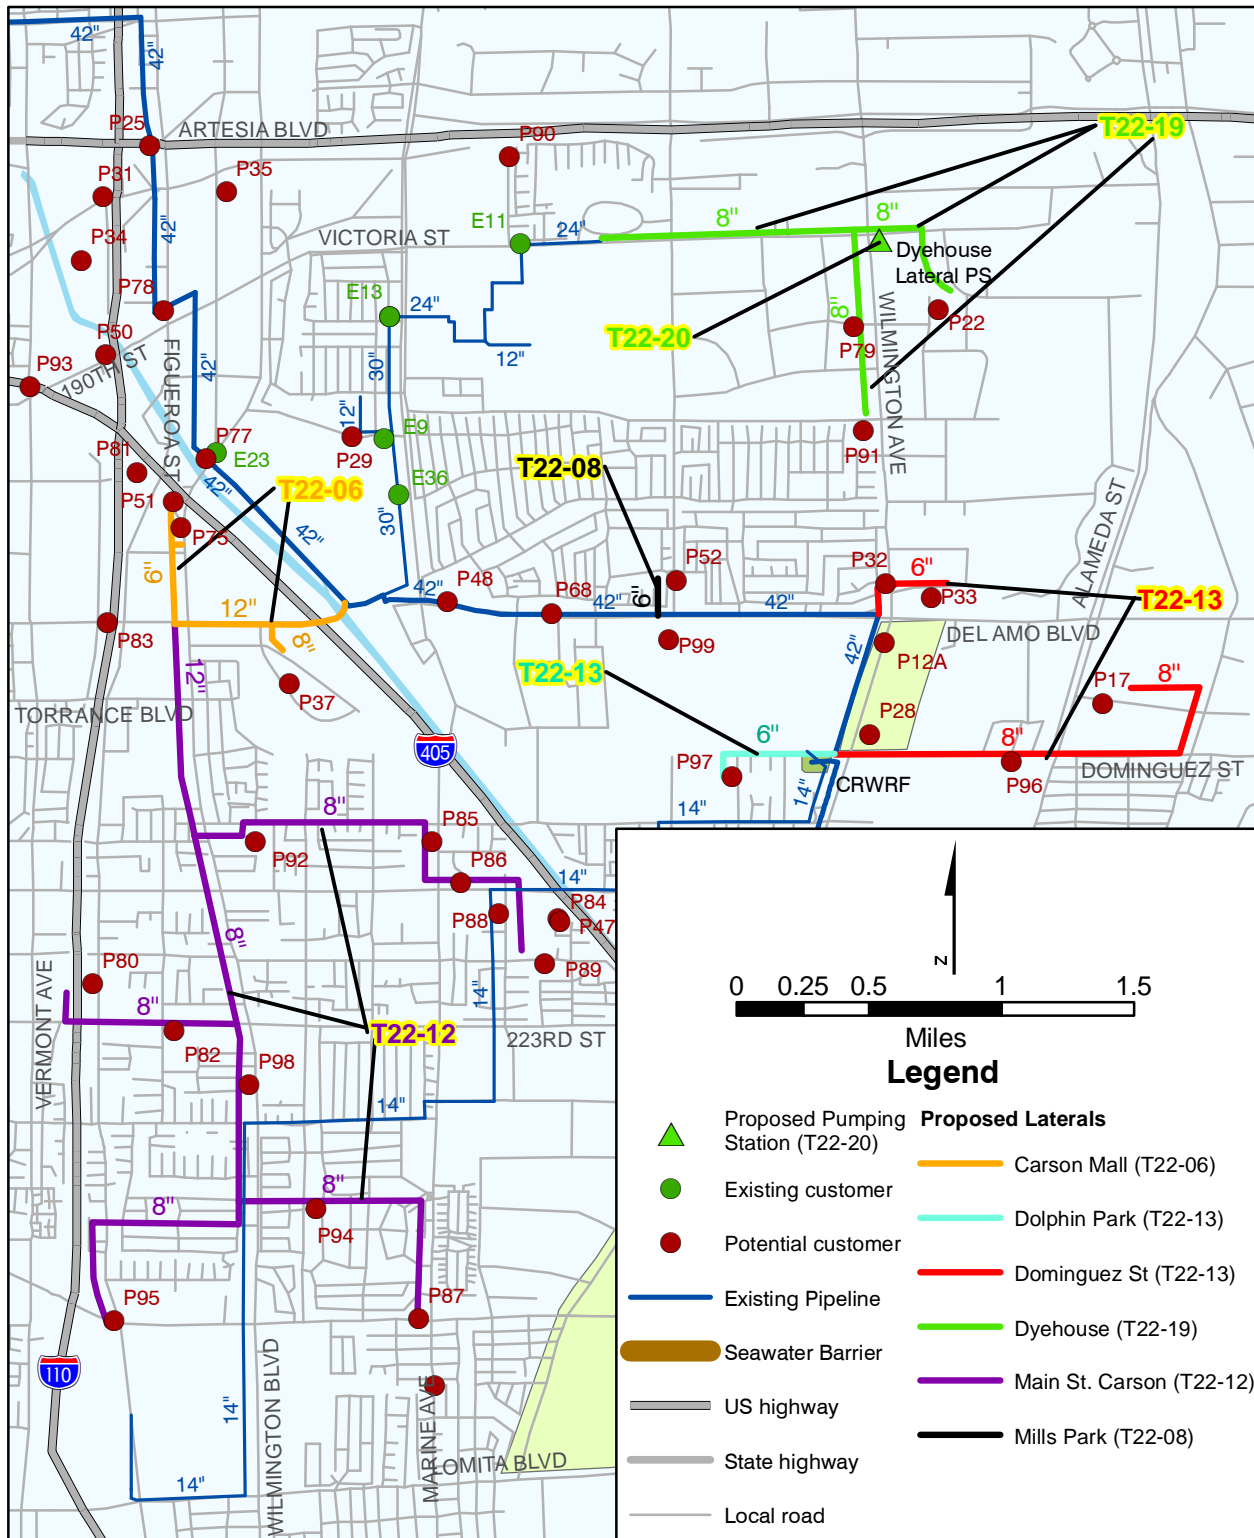 42"
42"
P25
ARTESIA BLVD
P90
T22-19
P31
P35
42"
VICTORIA ST
E11
24"
8"
8"
Dyehouse
Lateral PS
P34
P78
E13
24"
8"
WILMINGTON AVE
P22
T22-20
P79
P50
P93
190TH ST
FIGUEROA ST
42"
30"
12"
12"
P77
E23
E9
P29
P91
P81
42"
T22-08
E36
P51
T22-06
30"
ALAMEDA ST
P75
42"
6"
P52
P32
6"
P48
42"
P68
42"
6"
42"
P33
T22-13
12"
8"
P83
P99
42"
DEL AMO BLVD
P12A
12"
T22-13
P37
P17
8"
TORRANCE BLVD
P28
405
6"
8"
P97
P96
DOMINGUEZ ST
14"
CRWRF
8"
14"
P85
P92
P86
14"
P84
P88
P47
8"
P89
P80
VERMONT AVE
14"
8"
T22-12
223RD ST
P82
P98
14"
8"
8"
P94
P95
P87
110
WILMINGTON BLVD
MARINE AVE
14"
LOMITA BLVD
14"
z
0 0.25 0.5 1 1.5
Miles
Legend
Proposed Pumping
Station (T22-20)
Existing customer
Potential customer
Existing Pipeline
Seawater Barrier
US highway
State highway
Local road
Proposed Laterals
Carson Mall (T22-06)
Dolphin Park (T22-13)
Dominguez St (T22-13)
Dyehouse (T22-19)
Main St. Carson (T22-12)
Mills Park (T22-08)